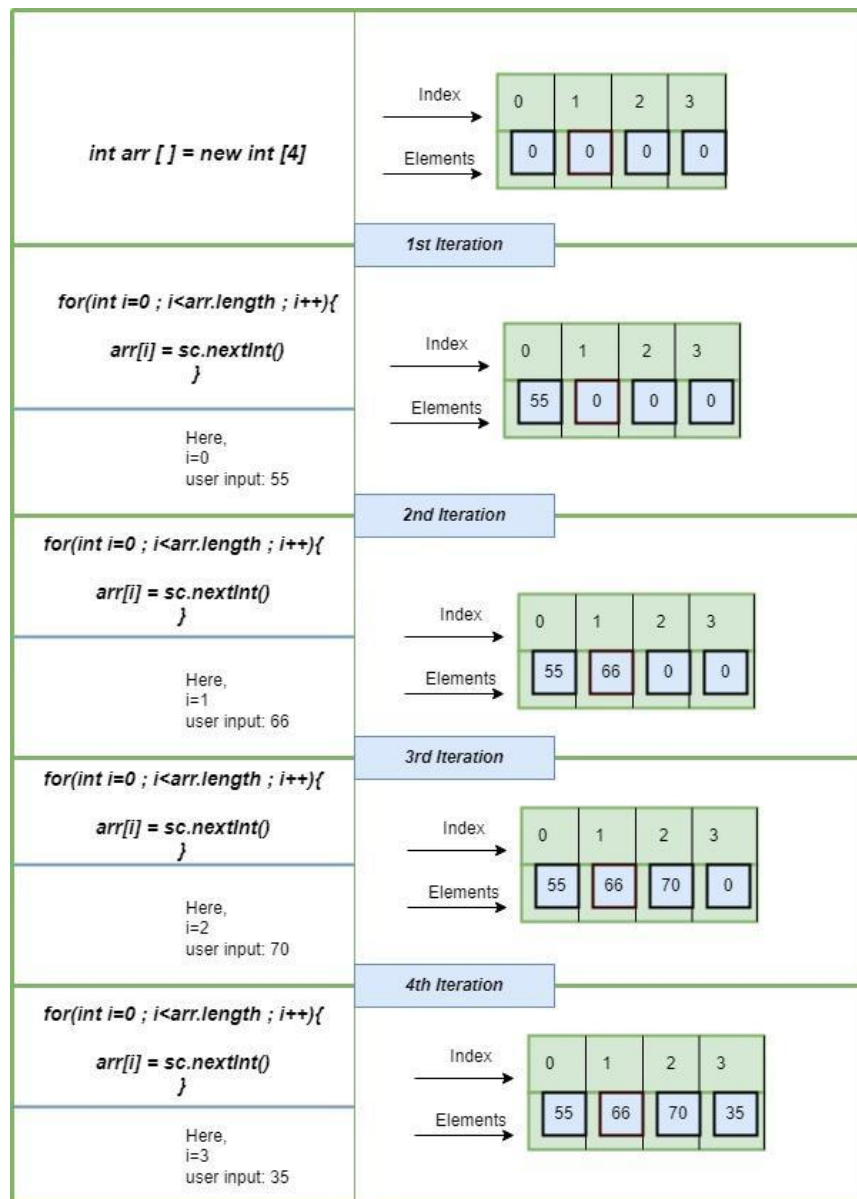 int arr [ ] = new int [4]
Index
0 1 2 3
Elements
0 0 0 0
1st Iteration
for(int i=0 ; i<arr.length ; i++){
arr[i] = sc.nextInt()
}
Here,
i=0
user input: 55
Index
0 1 2 3
Elements
55 0 0 0
2nd Iteration
for(int i=0 ; i<arr.length ; i++){
arr[i] = sc.nextInt()
}
Here,
i=1
user input: 66
Index
0 1 2 3
Elements
55 66 0 0
3rd Iteration
for(int i=0 ; i<arr.length ; i++){
arr[i] = sc.nextInt()
}
Here,
i=2
user input: 70
Index
0 1 2 3
Elements
55 66 70 0
4th Iteration
for(int i=0 ; i<arr.length ; i++){
arr[i] = sc.nextInt()
}
Here,
i=3
user input: 35
Index
0 1 2 3
Elements
55 66 70 35